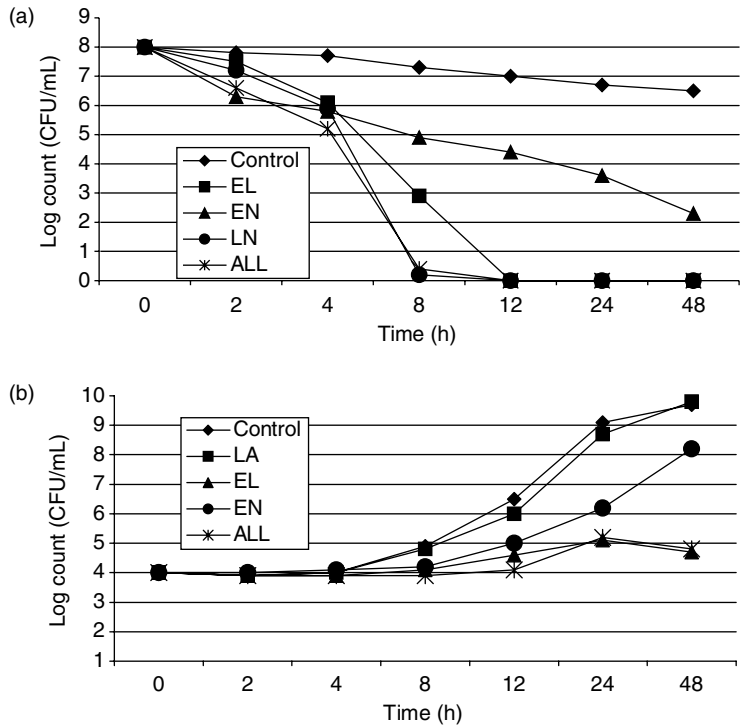 (a)
Log count (CFU/mL)
9
8
7
6
5
4
3
2
1
0
Control
EL
EN
LN
ALL
0 2 4 8 12 24 48
Time (h)
(b)
Log count (CFU/mL)
10
9
8
7
6
5
4
3
2
1
Control
LA
EL
EN
ALL
0 2 4 8 12 24 48
Time (h)